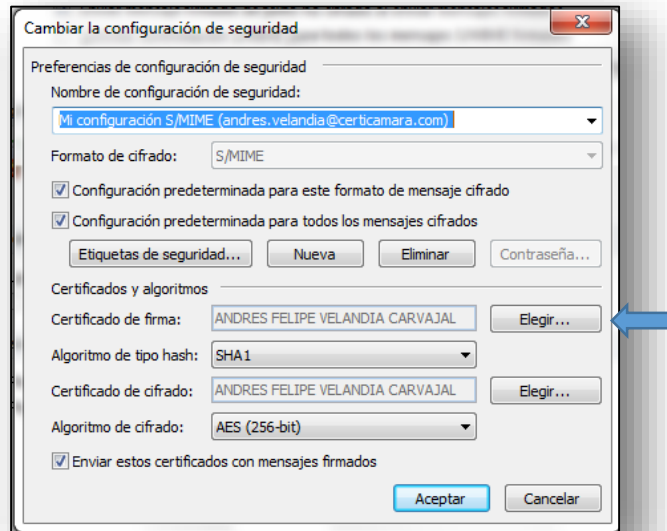 Cambiar la configuración de seguridad
Preferencias de configuración de seguridad
Nombre de configuración de seguridad:
Mi configuración S/MIME (andres.velandia@certicamara.com)
Formato de cifrado: S/MIME
Configuración predeterminada para este formato de mensaje cifrado
Configuración predeterminada para todos los mensajes cifrados
Etiquetas de seguridad... Nueva Eliminar Contraseña...
Certificados y algoritmos
Certificado de firma: ANDRES FELIPE VELANDIA CARVAJAL Elegir...
Algoritmo de tipo hash: SHA1
Certificado de cifrado: ANDRES FELIPE VELANDIA CARVAJAL Elegir...
Algoritmo de cifrado: AES (256-bit)
Enviar estos certificados con mensajes firmados
Aceptar Cancelar